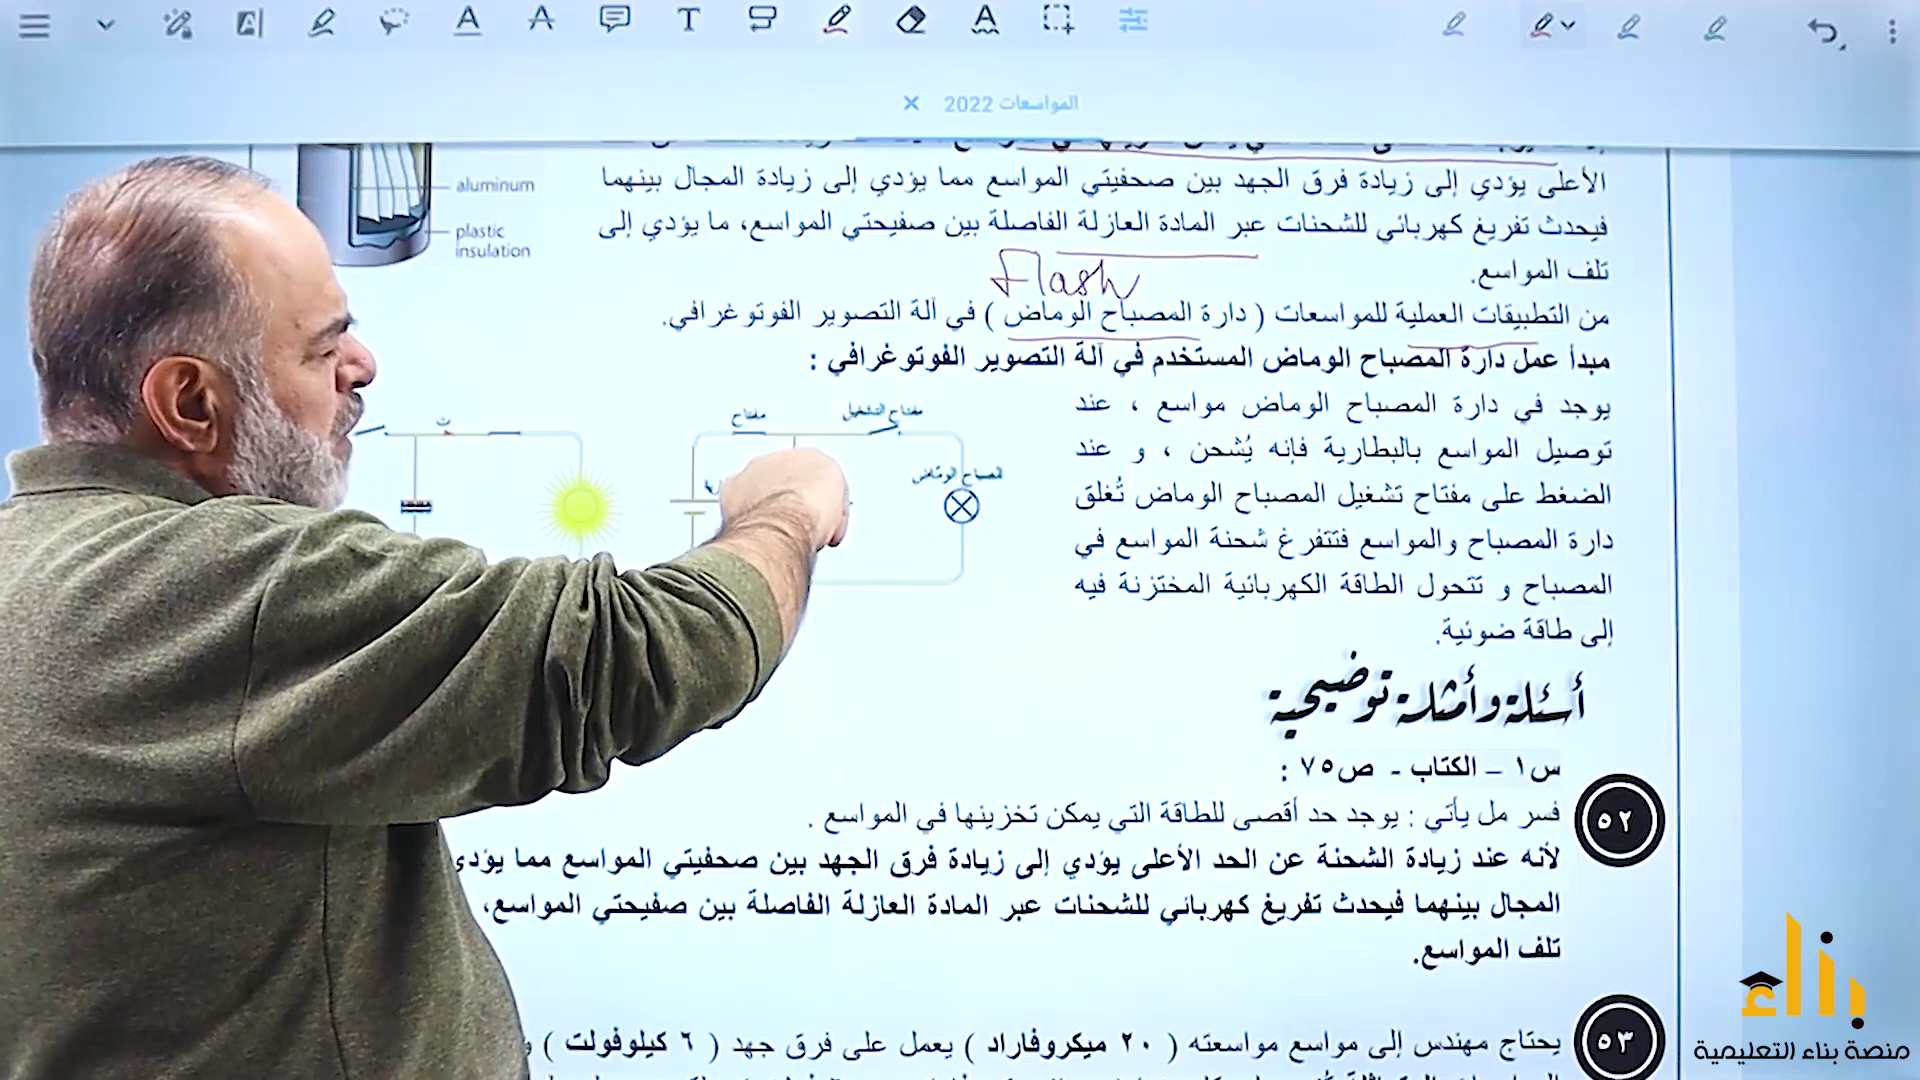 المواسعات 2022
aluminum
plastic
insulation
الأعلى يؤدي إلى زيادة فرق الجهد بين صحفيتي المواسع مما يؤدي إلى زيادة المجال بينهما
فيحدث تفريغ كهربائي للشحنات عبر المادة العازلة الفاصلة بين صفيحتي المواسع، ما يؤدي إلى
تلف المواسع.
Flash
من التطبيقات العملية للمواسعات ( دارة المصباح الوماض ) في آلة التصوير الفوتوغرافي.
مبدأ عمل دارة المصباح الوماض المستخدم في آلة التصوير الفوتوغرافي :
يوجد في دارة المصباح الوماض مواسع ، عند
توصيل المواسع بالبطارية فإنه يُشحن ، و عند
الضغط على مفتاح تشغيل المصباح الوماض تُغلق
دارة المصباح والمواسع فتتفرغ شحنة المواسع في
المصباح و تتحول الطاقة الكهربائية المختزنة فيه
إلى طاقة ضوئية.
مفتاح التشغيل
مفتاح
المصباح الومّاض
ت
أسئلة وأمثلة توضيحية
س١ – الكتاب - ص٧٥ :
٥٢
فسر مل يأتي : يوجد حد أقصى للطاقة التي يمكن تخزينها في المواسع .
لأنه عند زيادة الشحنة عن الحد الأعلى يؤدي إلى زيادة فرق الجهد بين صحفيتي المواسع مما يؤدي
المجال بينهما فيحدث تفريغ كهربائي للشحنات عبر المادة العازلة الفاصلة بين صفيحتي المواسع،
تلف المواسع.
٥٣
يحتاج مهندس إلى مواسع مواسعته ( ٢٠ ميكروفاراد ) يعمل على فرق جهد ( ٦ كيلوفولت ) و
بناء
منصة بناء التعليمية